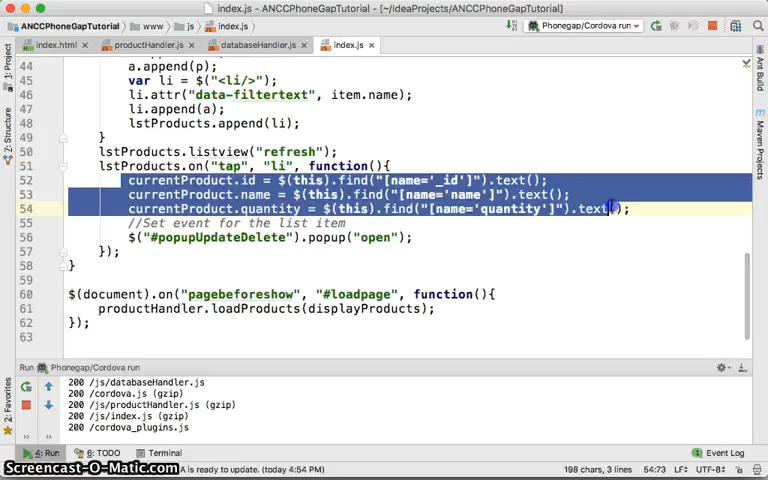 index.js - ANCCPhoneGapTutorial - [~/IdeaProjects/ANCCPhoneGapTutorial]
ANCCPhoneGapTutorial www js index.js Phonegap/Cordova run
index.html × productHandler.js × databaseHandler.js × index.js ×
44 a.append(p);
45 var li = $("<li/>");
46 li.attr("data-filtertext", item.name);
47 li.append(a);
48 lstProducts.append(li);
49 }
50 lstProducts.listview("refresh");
51 lstProducts.on("tap", "li", function(){
52 currentProduct.id = $(this).find("[name='_id']").text();
53 currentProduct.name = $(this).find("[name='name']").text();
54 currentProduct.quantity = $(this).find("[name='quantity']").text();
55 //Set event for the list item
56 $("#popupUpdateDelete").popup("open");
57 });
58 }
59
60 $(document).on("pagebeforeshow", "#loadpage", function(){
61 productHandler.loadProducts(displayProducts);
62 });
63
1: Project
7: Structure
2: Favorites
Ant Build
Maven Projects
Run Phonegap/Cordova run
200 /js/databaseHandler.js
200 /cordova.js (gzip)
200 /js/productHandler.js (gzip)
200 /js/index.js (gzip)
200 /cordova_plugins.js
4: Run 6: TODO Terminal Event Log
A is ready to update. (today 4:54 PM) 198 chars, 3 lines 54:73 LF÷ UTF-8÷
Screencast-O-Matic.com